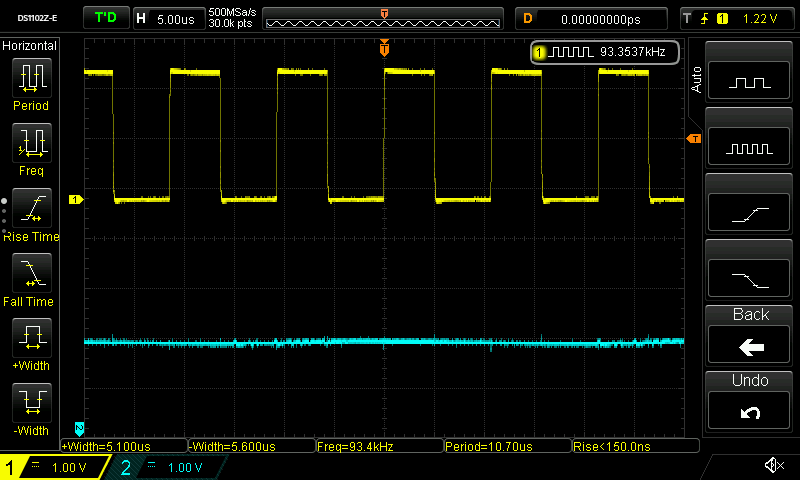 DS1102Z-E
T'D
H 5.00us
500MSa/s
30.0k pts
T
D 0.00000000ps
T 1 1.22 V
Horizontal
T
1 93.3537kHz
Auto
Period
Freq
T
1
Rise Time
Fall Time
Back
+Width
Undo
-Width
2
+Width=5.100us
-Width=5.600us
Freq=93.4kHz
Period=10.70us
Rise<150.0ns
1 1.00 V
2 1.00 V